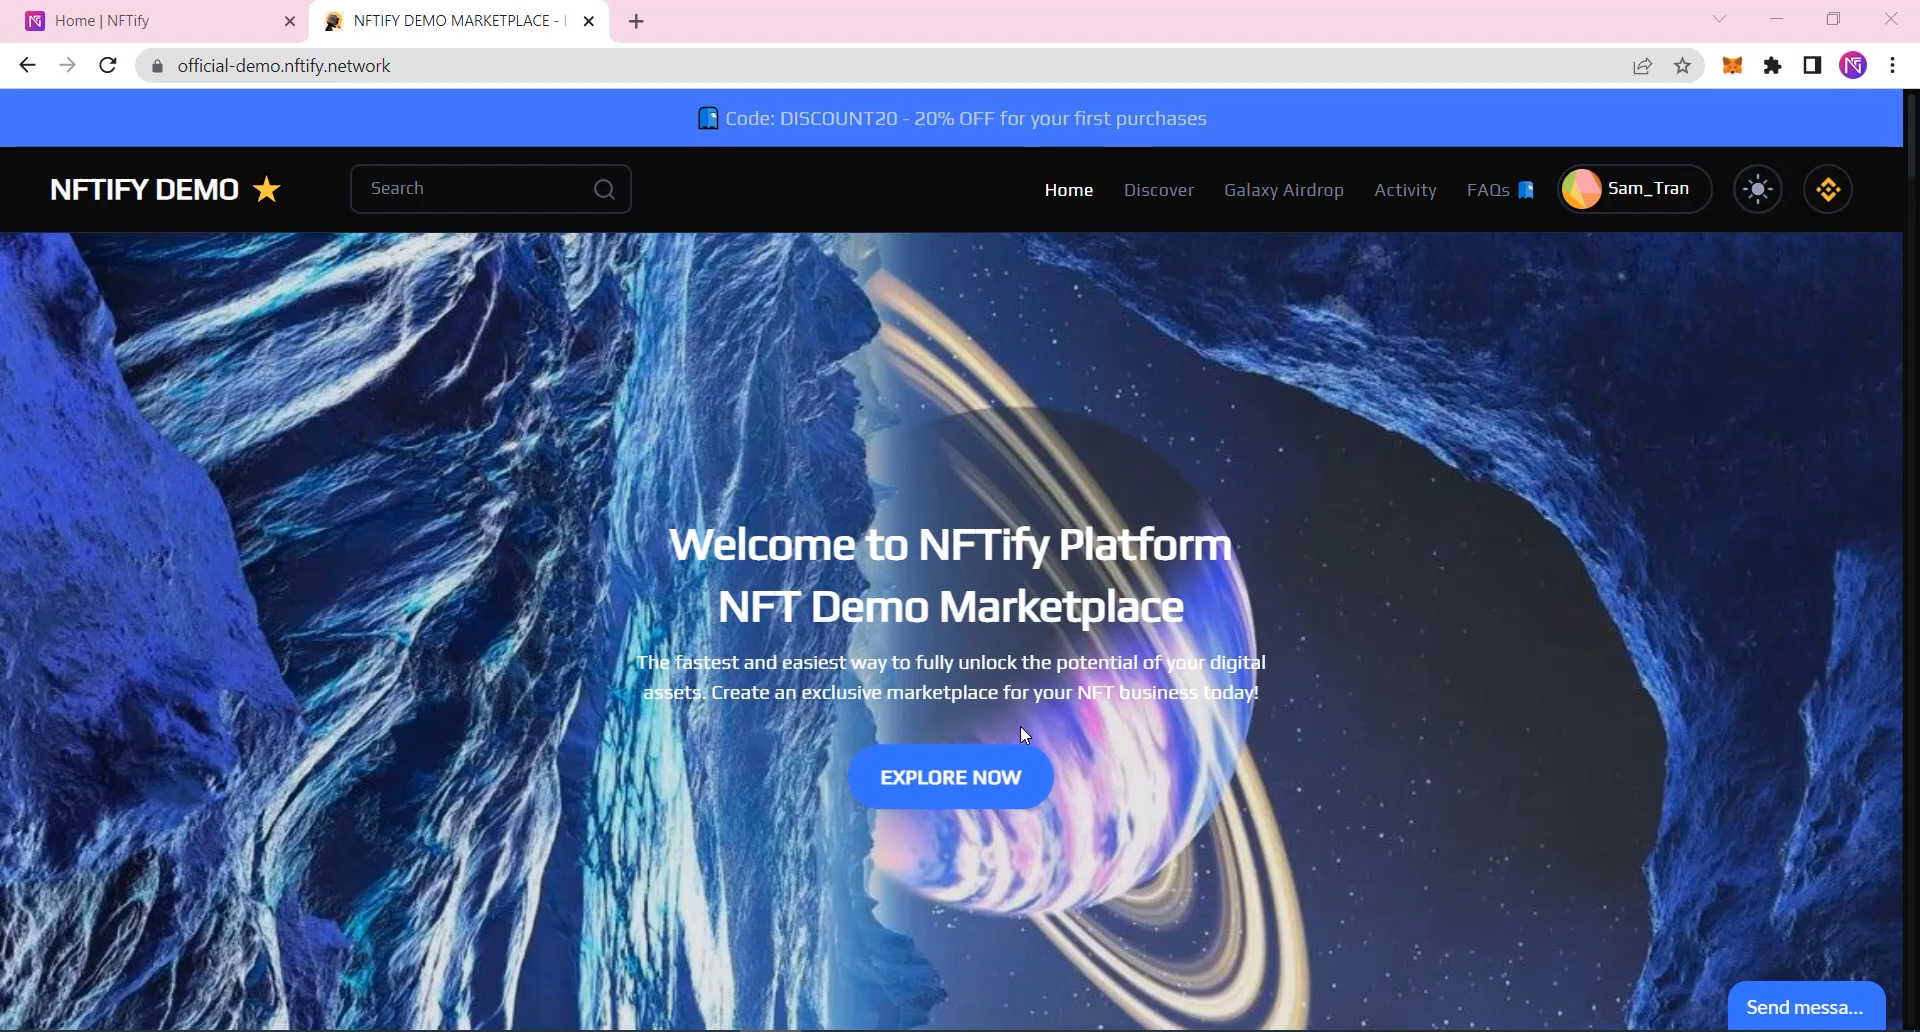 Home | NFTify
NFTIFY DEMO MARKETPLACE -
official-demo.nftify.network
Code: DISCOUNT20 - 20% OFF for your first purchases
NFTIFY DEMO
Search
Home
Discover
Galaxy Airdrop
Activity
FAQs
Sam_Tran
Welcome to NFTify Platform
NFT Demo Marketplace
The fastest and easiest way to fully unlock the potential of your digital
assets. Create an exclusive marketplace for your NFT business today!
EXPLORE NOW
Send messa...